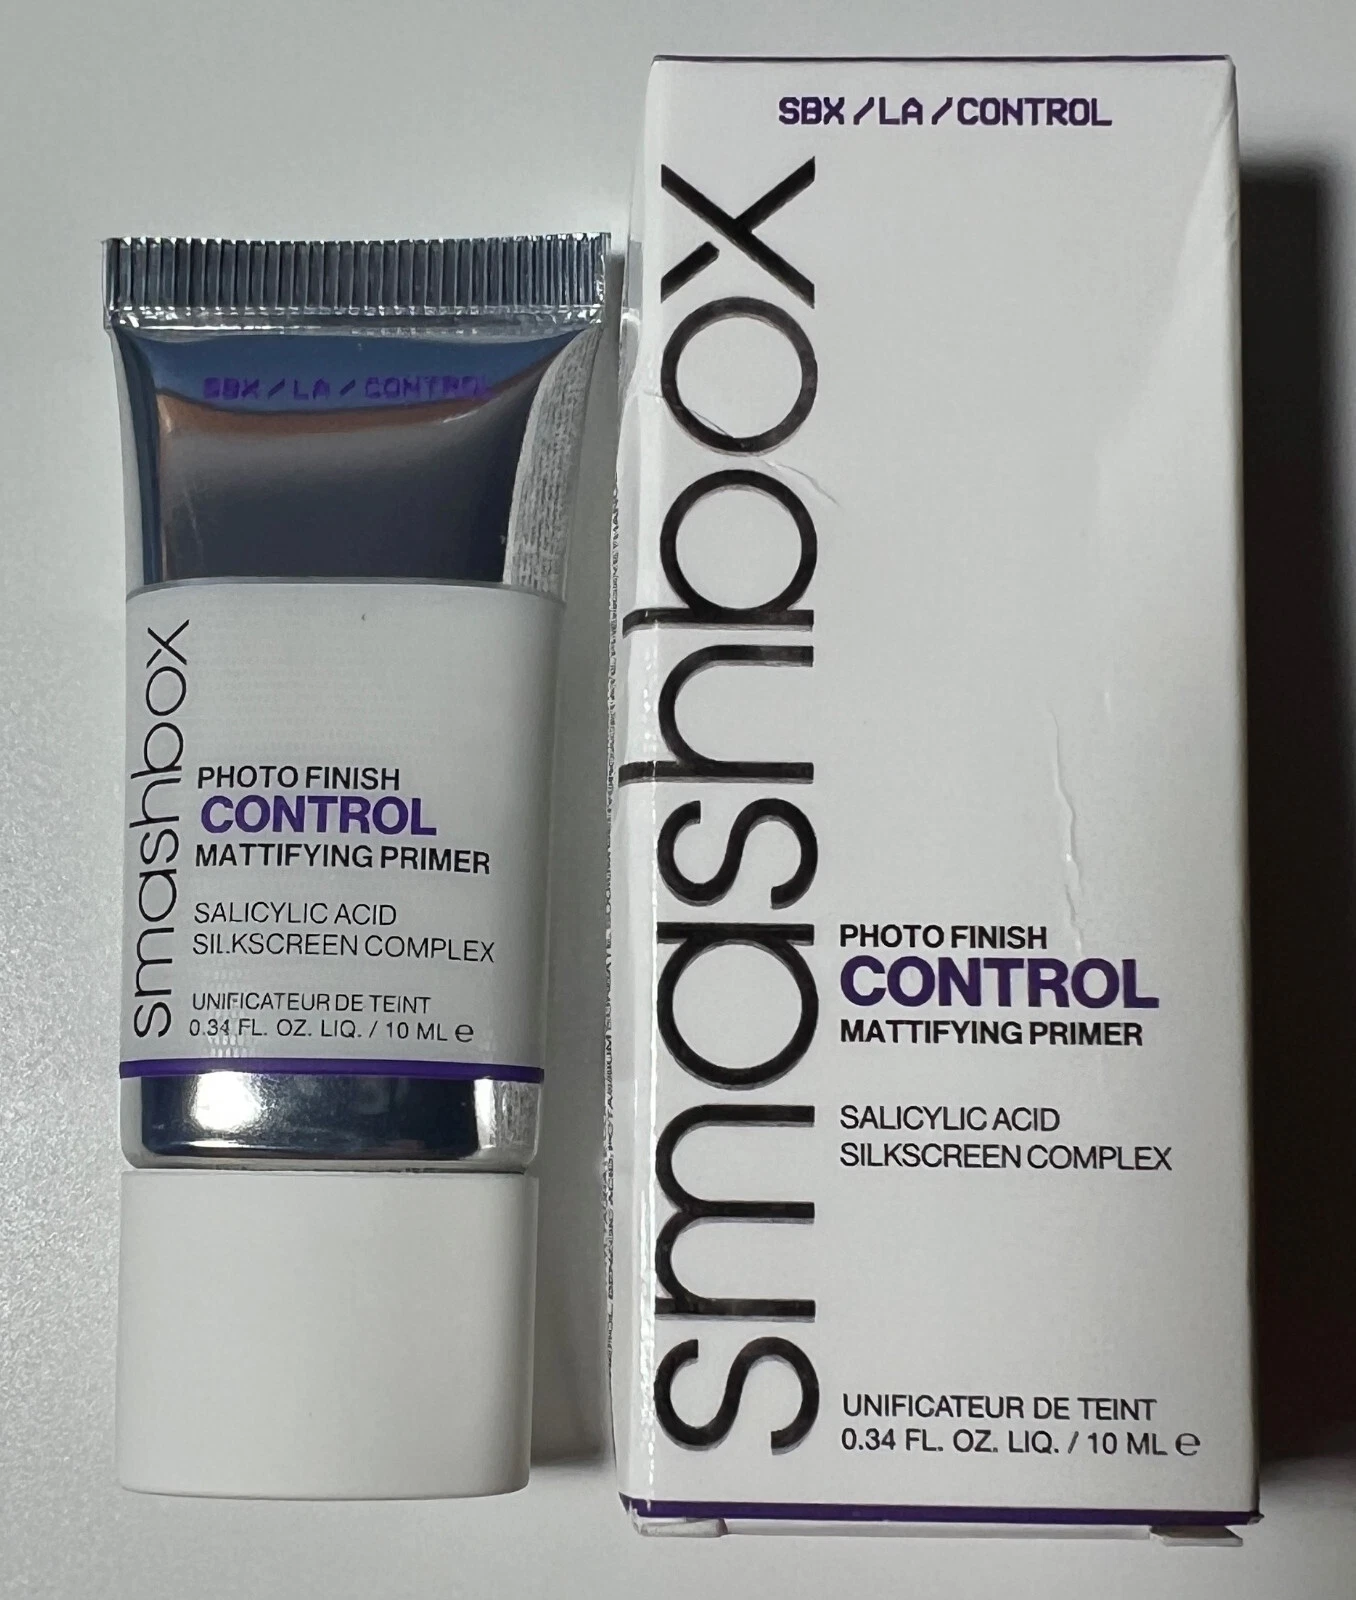 SBX/LA/CONTROL
smashbox
PHOTO FINISH
CONTROL
MATTIFYING PRIMER
SALICYLIC ACID
SILKSCREEN COMPLEX
UNIFICATEUR DE TEINT
0.34 FL. OZ. LIQ. / 10 ML ℮
SBX/LA/CONTROL
smashbox
PHOTO FINISH
CONTROL
MATTIFYING PRIMER
SALICYLIC ACID
SILKSCREEN COMPLEX
UNIFICATEUR DE TEINT
0.34 FL. OZ. LIQ. / 10 ML ℮